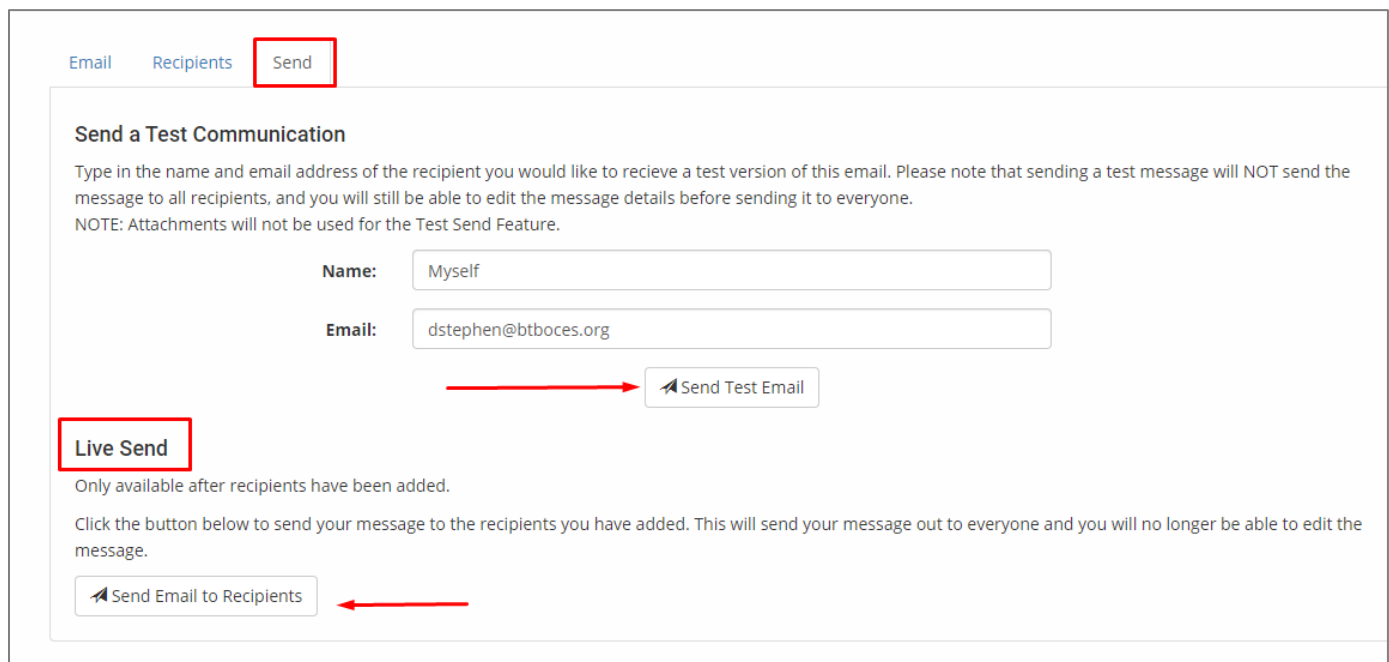 Email Recipients Send
Send a Test Communication
Type in the name and email address of the recipient you would like to recieve a test version of this email. Please note that sending a test message will NOT send the
message to all recipients, and you will still be able to edit the message details before sending it to everyone.
NOTE: Attachments will not be used for the Test Send Feature.
Name: Myself
Email: dstephen@btboces.org
Send Test Email
Live Send
Only available after recipients have been added.
Click the button below to send your message to the recipients you have added. This will send your message out to everyone and you will no longer be able to edit the
message.
Send Email to Recipients